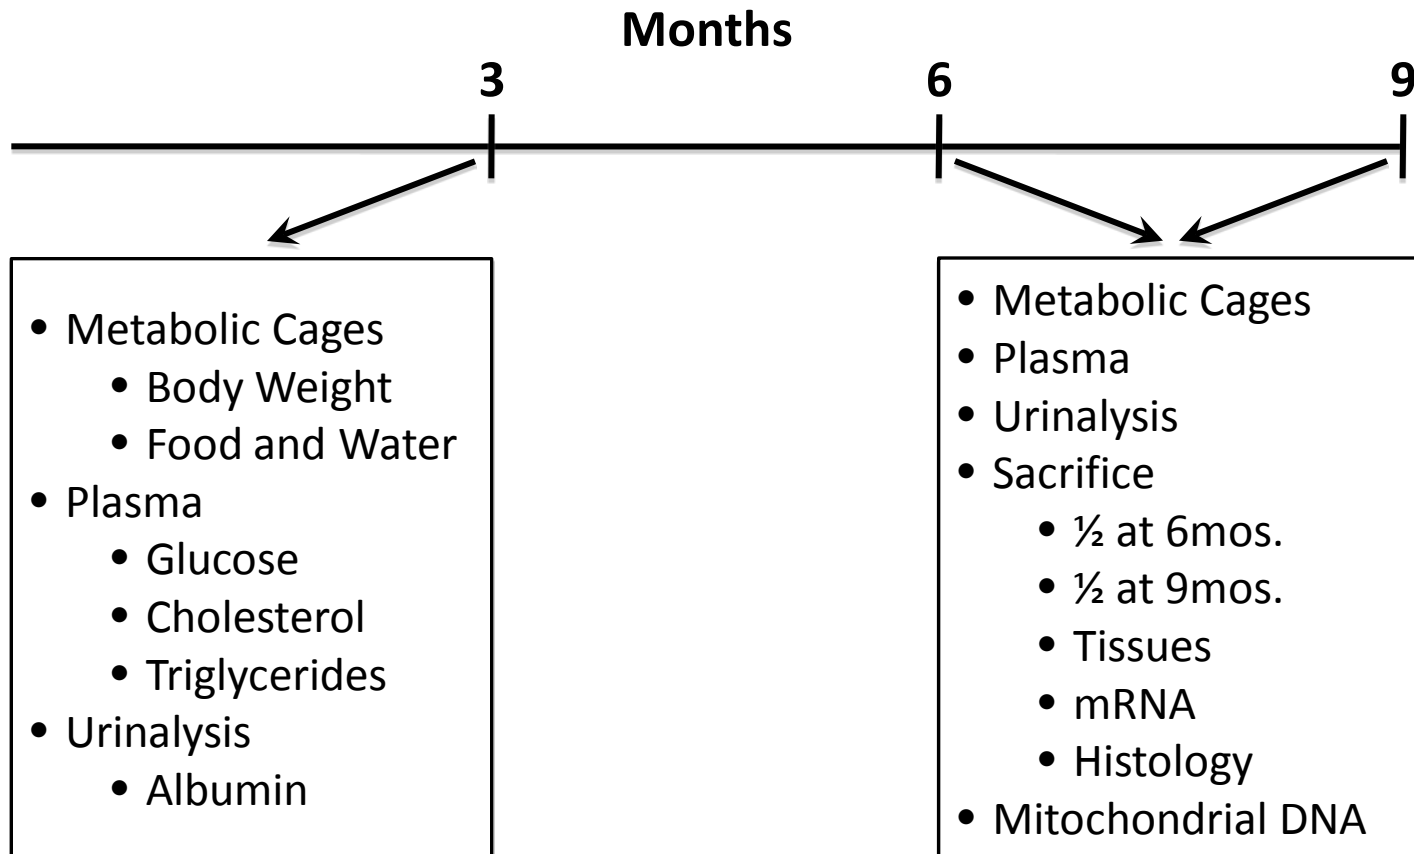 Months
3 6 9
• Metabolic Cages
• Body Weight
• Food and Water
• Plasma
• Glucose
• Cholesterol
• Triglycerides
• Urinalysis
• Albumin
• Metabolic Cages
• Plasma
• Urinalysis
• Sacrifice
• ½ at 6mos.
• ½ at 9mos.
• Tissues
• mRNA
• Histology
• Mitochondrial DNA